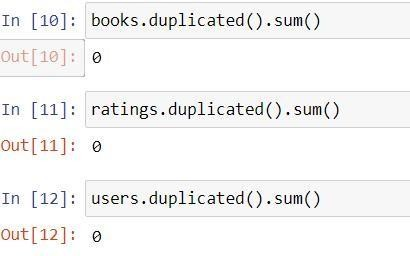 In [10]: books.duplicated().sum()
Out[10]: 0
In [11]: ratings.duplicated().sum()
Out[11]: 0
In [12]: users.duplicated().sum()
Out[12]: 0